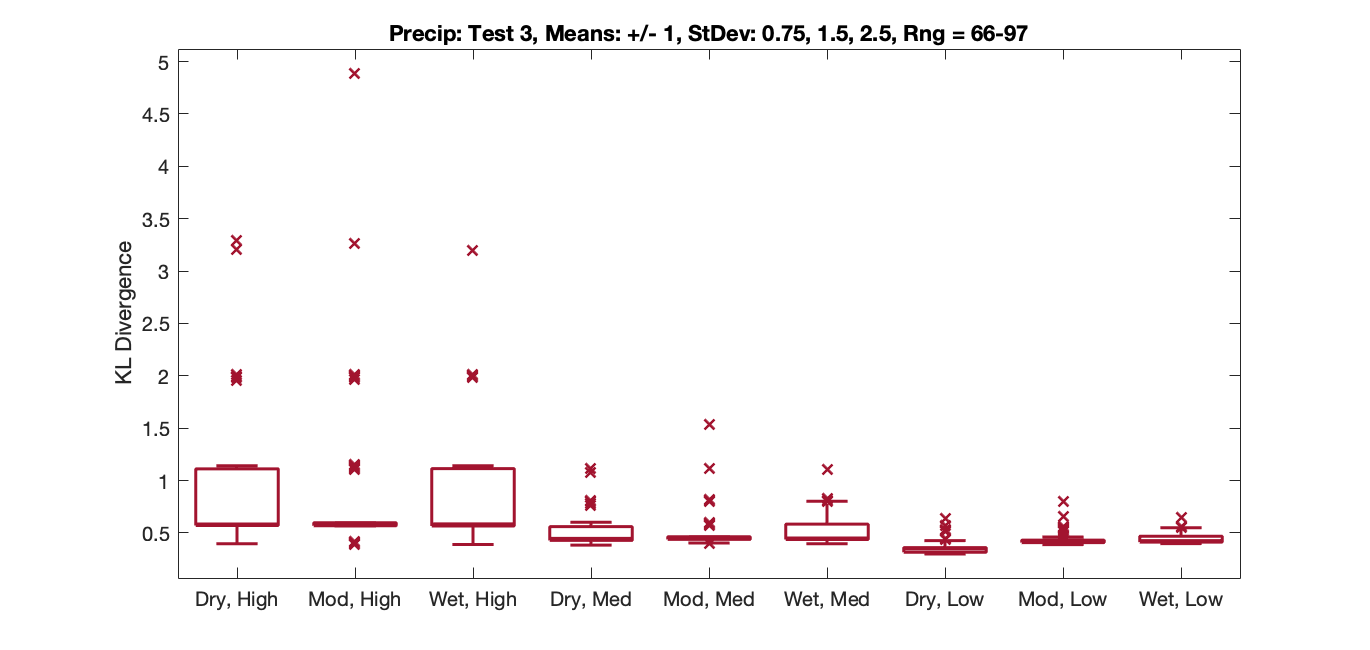 Precip: Test 3, Means: +/- 1, StDev: 0.75, 1.5, 2.5, Rng = 66-97
KL Divergence
5
4.5
4
3.5
3
2.5
2
1.5
1
0.5
Dry, High
Mod, High
Wet, High
Dry, Med
Mod, Med
Wet, Med
Dry, Low
Mod, Low
Wet, Low